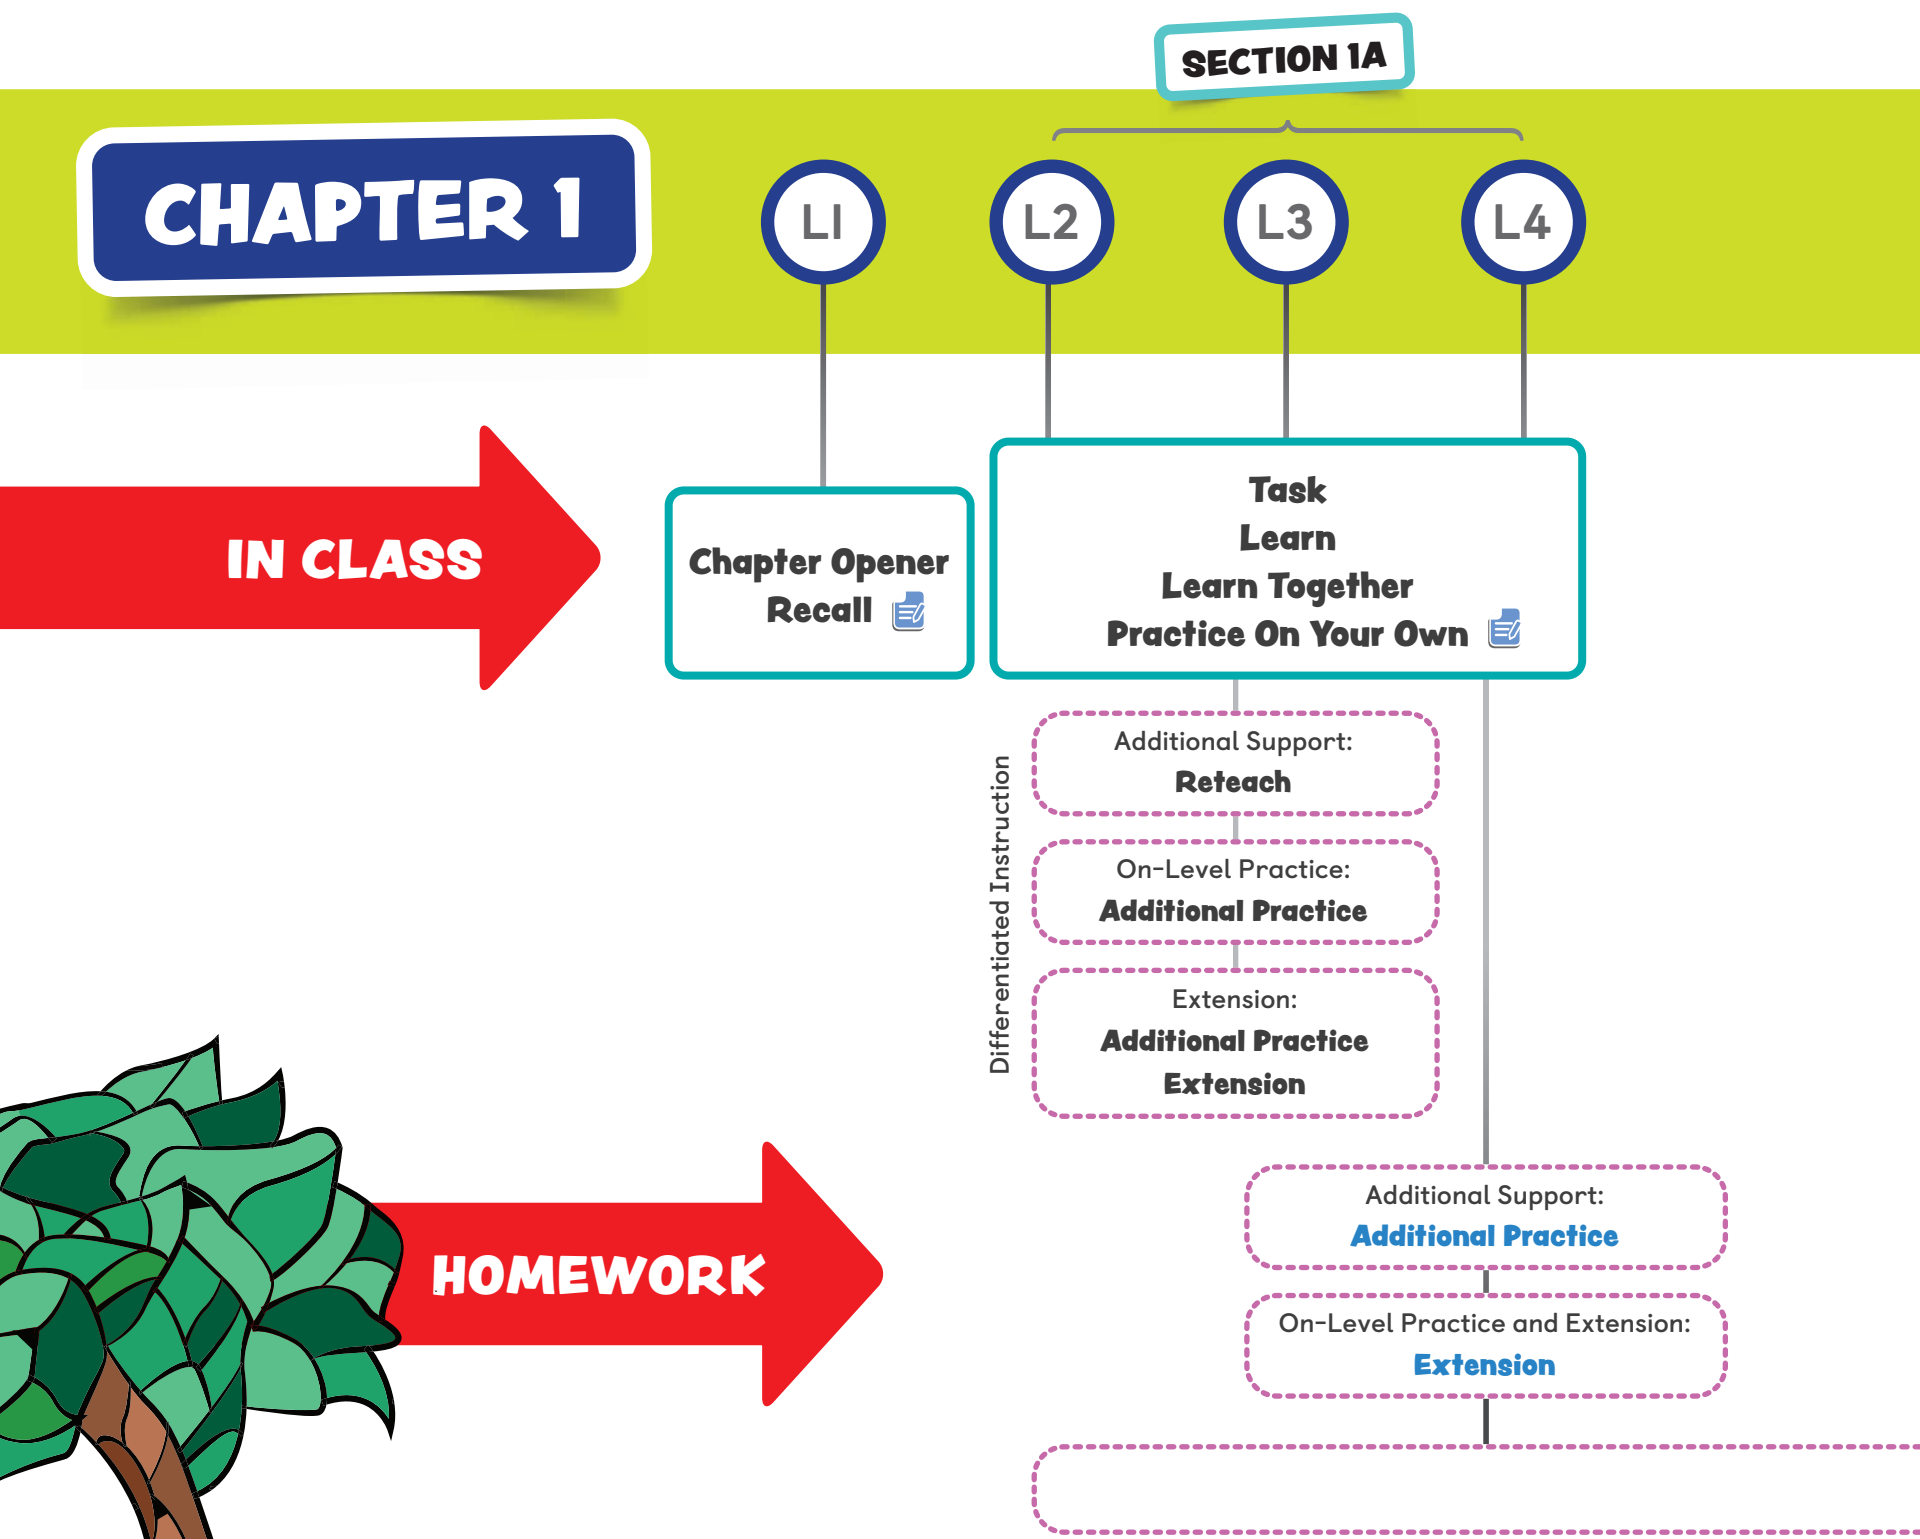 SECTION 1A
CHAPTER 1
L1
L2
L3
L4
IN CLASS
Chapter Opener
Recall
Task
Learn
Learn Together
Practice On Your Own
Differentiated Instruction
Additional Support:
Reteach
On-Level Practice:
Additional Practice
Extension:
Additional Practice
Extension
HOMEWORK
Additional Support:
Additional Practice
On-Level Practice and Extension:
Extension